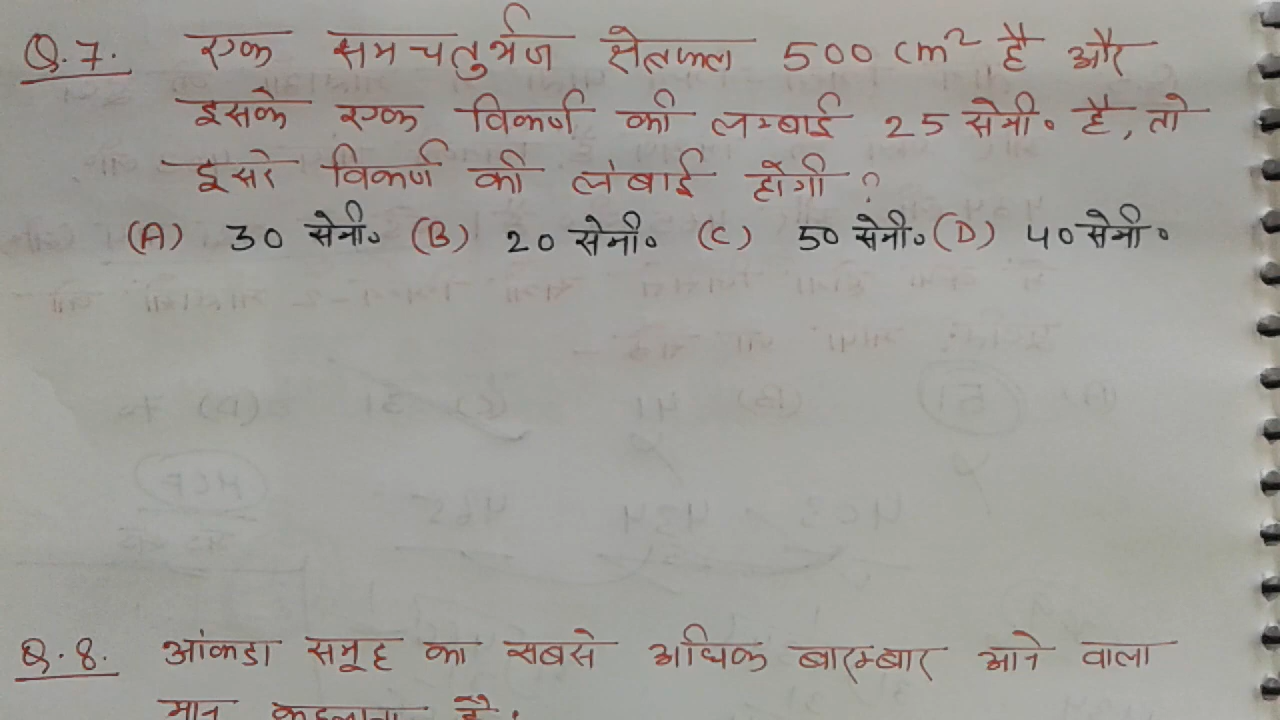 Q.7. एक समचतुर्भुज क्षेत्रफल 500 cm² है और
इसके एक विकर्ण की लम्बाई 25 सेमी. है, तो
दूसरे विकर्ण की लंबाई होगी ?
(A) 30 सेमी. (B) 20 सेमी. (C) 50 सेमी. (D) 40 सेमी.
Q.8. आंकडा समूह का सबसे अधिक बारम्बार आने वाला
मान कहलाता है.